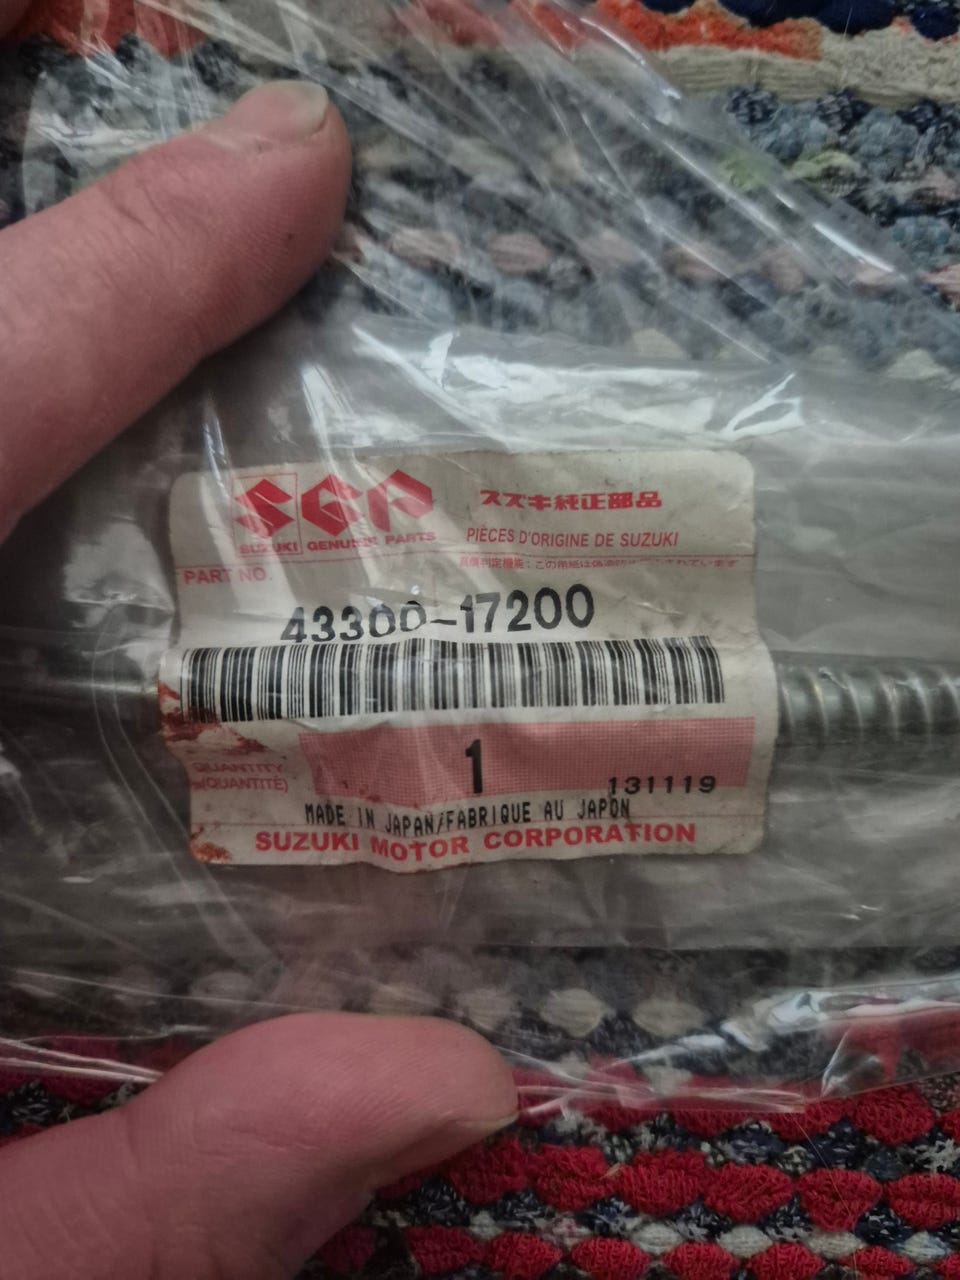 SGP
SUZUKI GENUINE PARTS
スズキ純正部品
PIÈCES D'ORIGINE DE SUZUKI
PART NO.
43300-17200
QUANTITY
(QUANTITÉ)
1
131119
MADE IN JAPAN/FABRIQUE AU JAPON
SUZUKI MOTOR CORPORATION